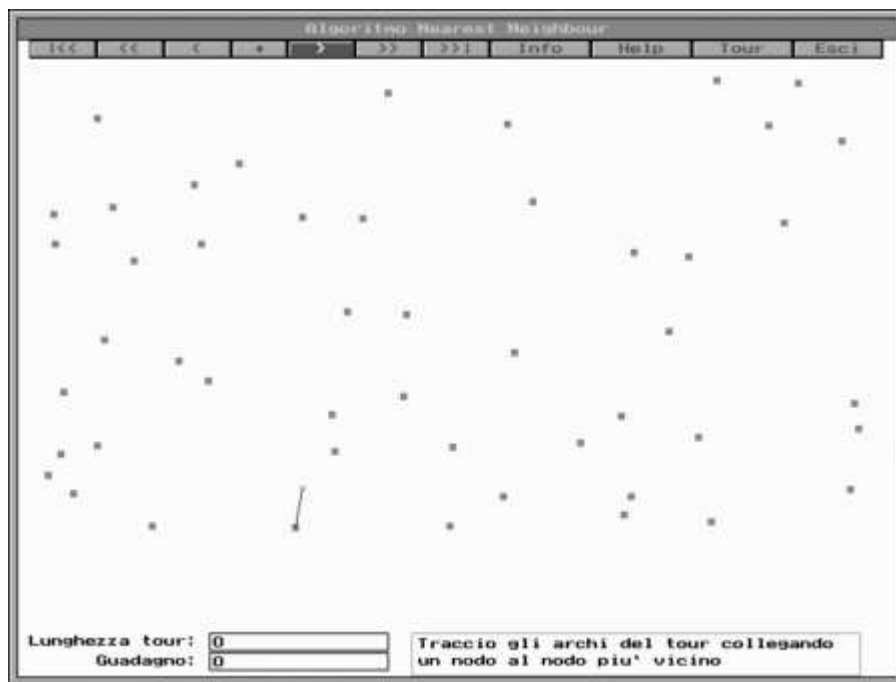 Algoritmo Nearest Neighbour
|<< << < * > >> >>| Info Help Tour Esci
Lunghezza tour: 0
Guadagno: 0
Traccio gli archi del tour collegando
un nodo al nodo piu' vicino